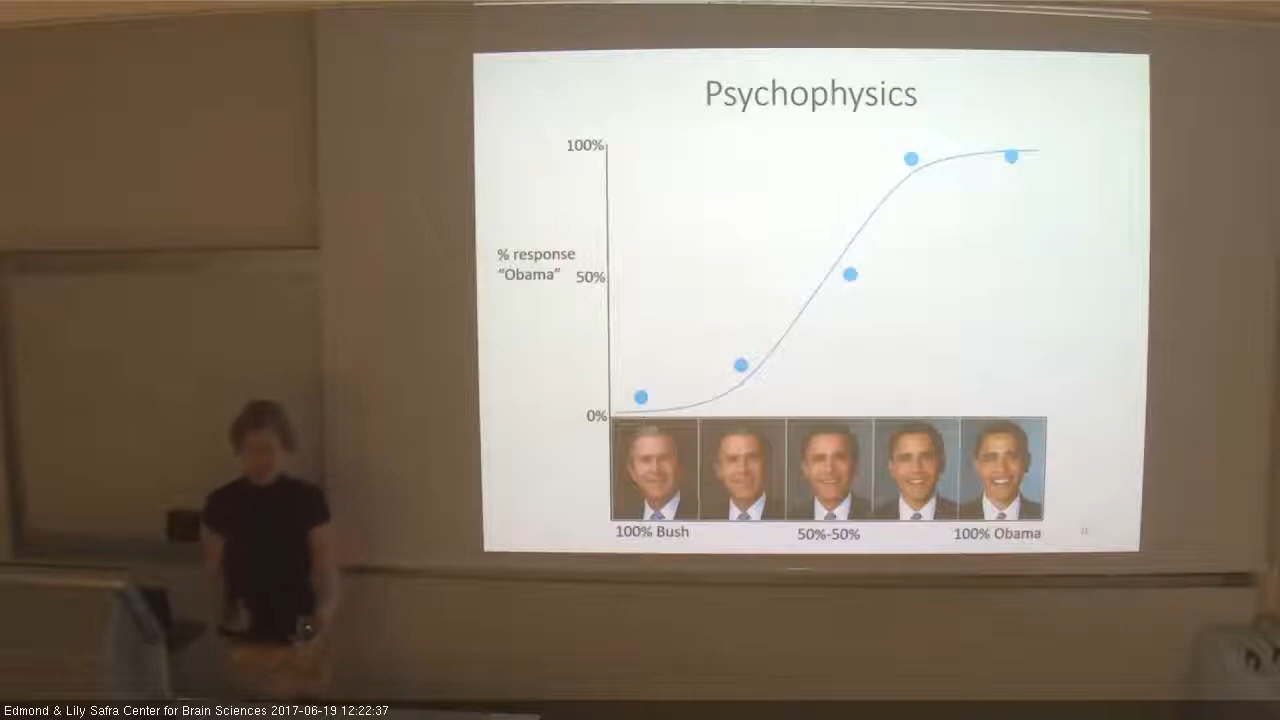 Psychophysics
100%
% response
“Obama”
50%
0%
100% Bush
50%-50%
100% Obama
Edmond & Lily Safra Center for Brain Sciences 2017-06-19 12:22:37